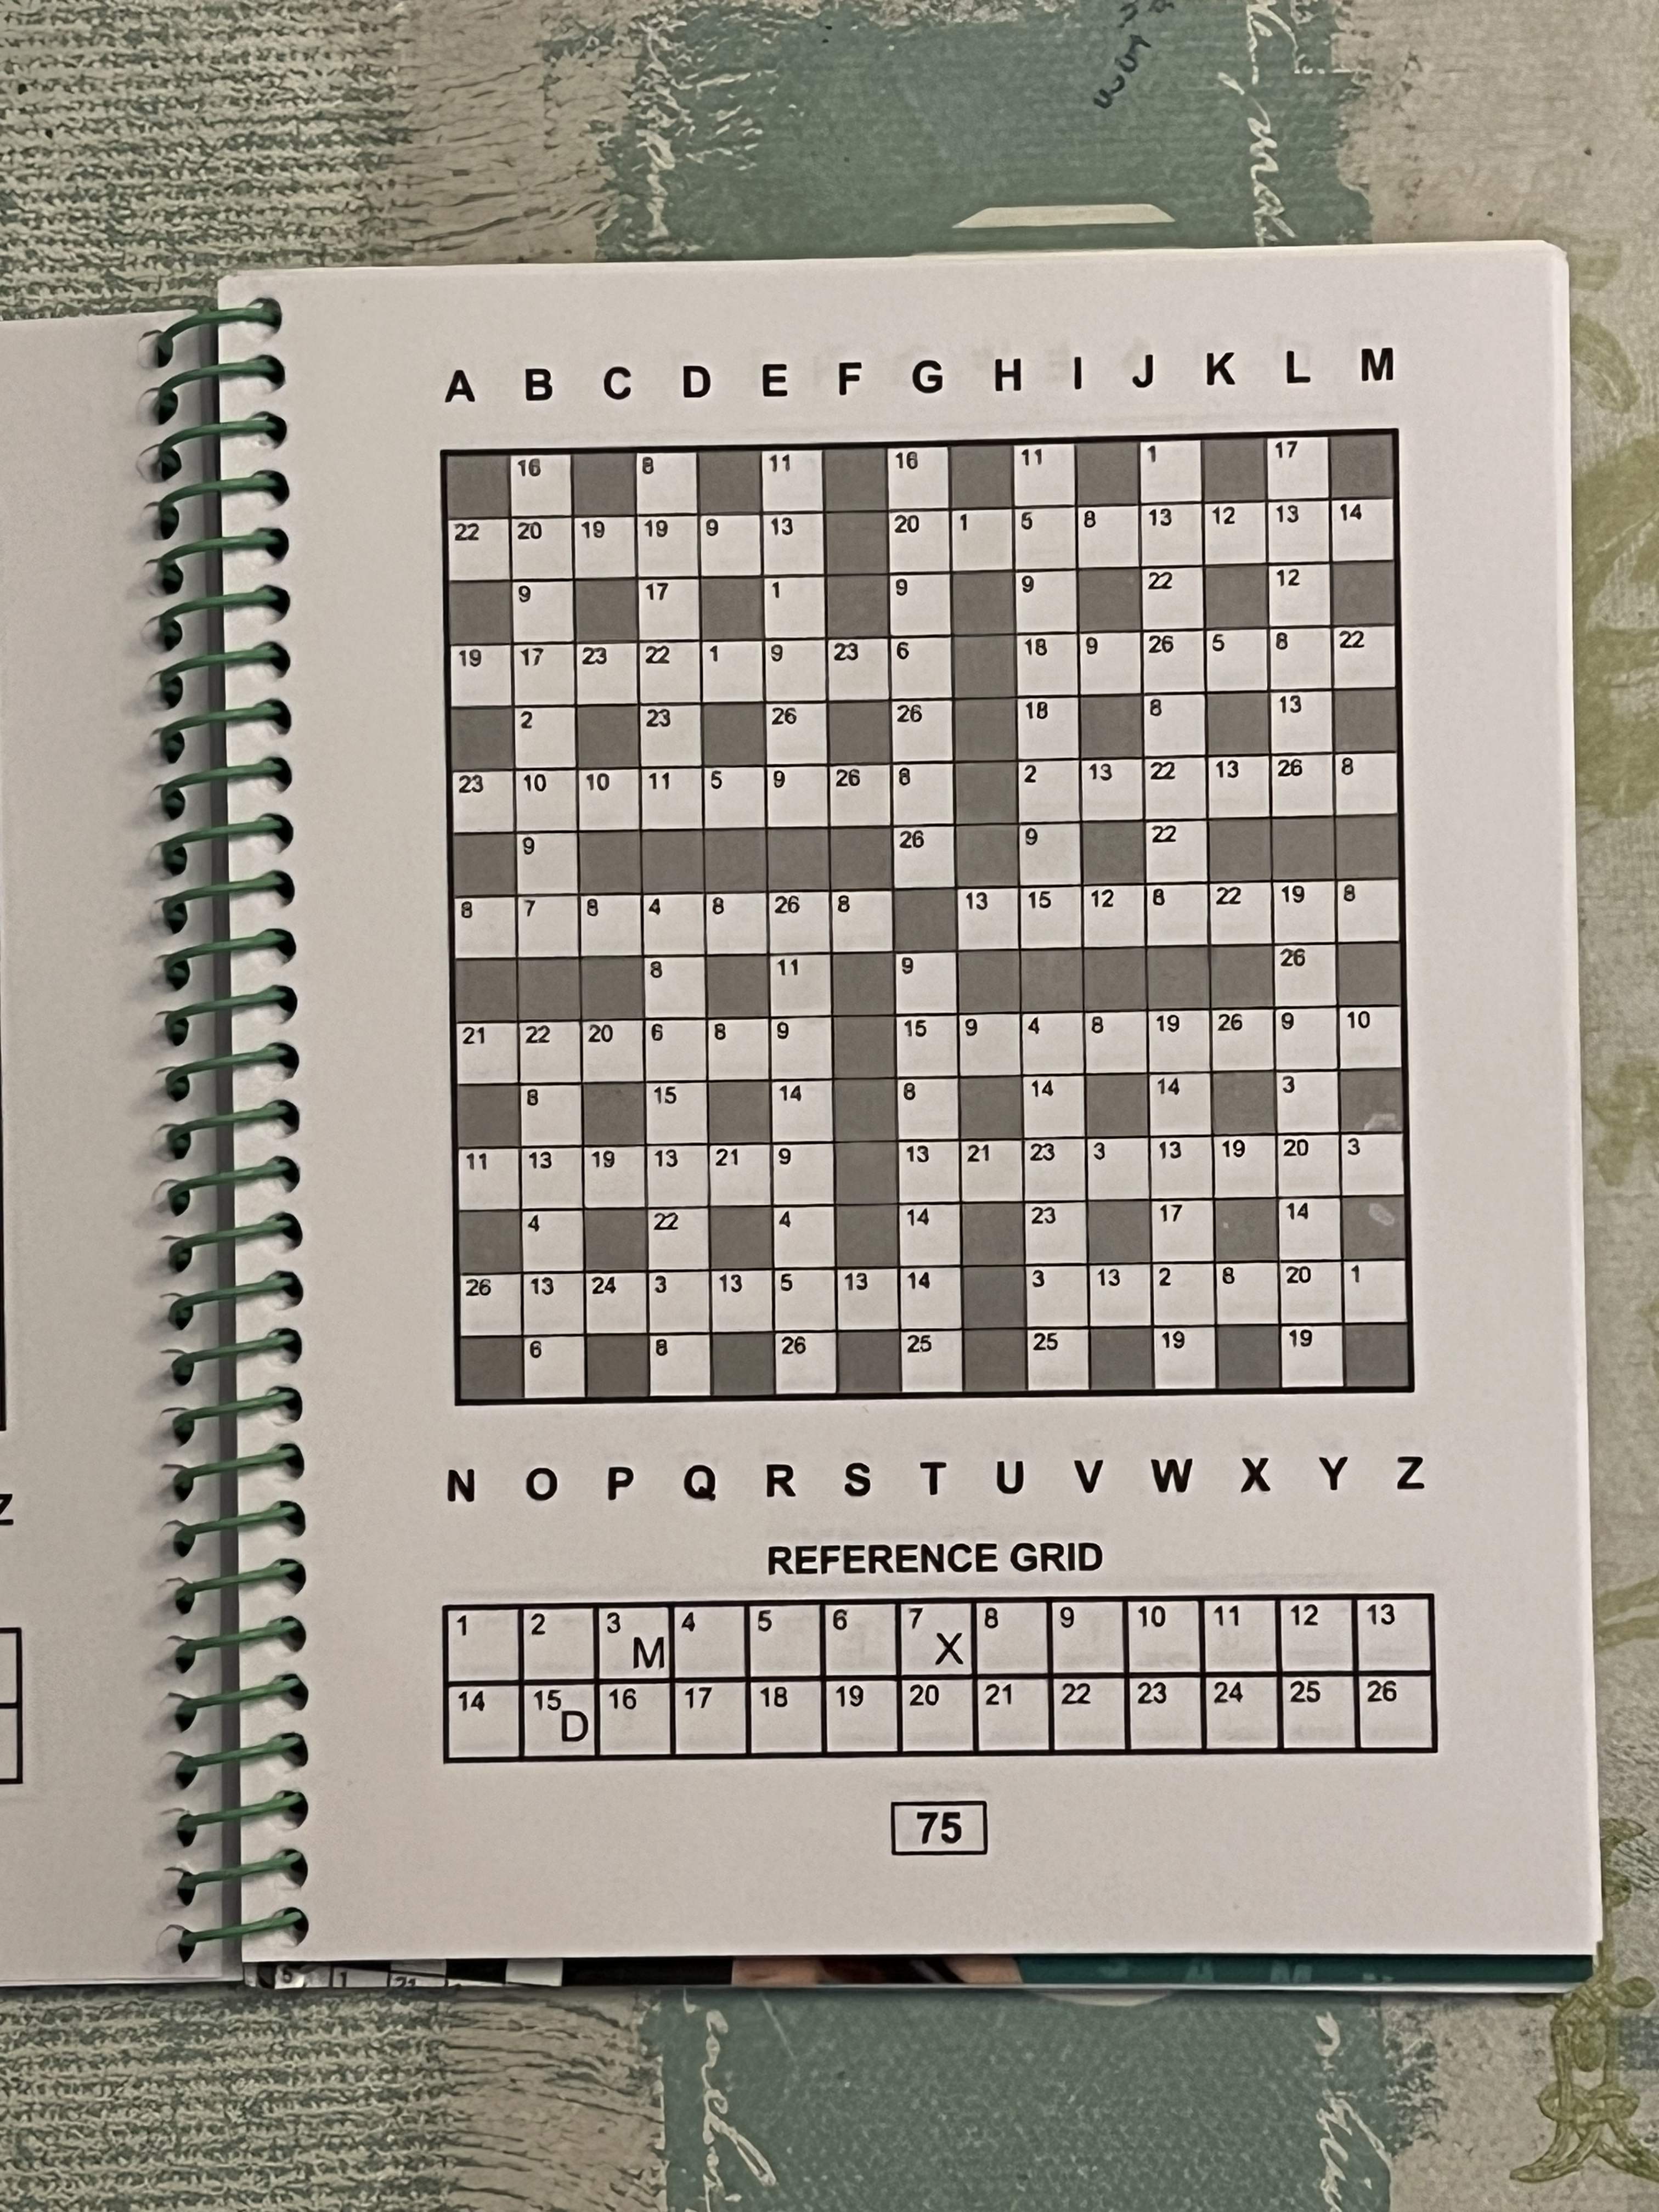 A B C D E F G H I J K L M
16 8 11 16 11 1 17
22 20 19 19 9 13 20 1 5 8 13 12 13 14
9 17 1 9 9 22 12
19 17 23 22 1 9 23 6 18 9 26 5 8 22
2 23 26 26 18 8 13
23 10 10 11 5 9 26 8 2 13 22 13 26 8
9 26 9 22
8 7 8 4 8 26 8 13 15 12 8 22 19 8
8 11 9 26
21 22 20 6 8 9 15 9 4 8 19 26 9 10
8 15 14 8 14 14 3
11 13 19 13 21 9 13 21 23 3 13 19 20 3
4 22 4 14 23 17 14
26 13 24 3 13 5 13 14 3 13 2 8 20 1
6 8 26 25 25 19 19
N O P Q R S T U V W X Y Z
REFERENCE GRID
1 2 3 M 4 5 6 7 X 8 9 10 11 12 13
14 15 D 16 17 18 19 20 21 22 23 24 25 26
75